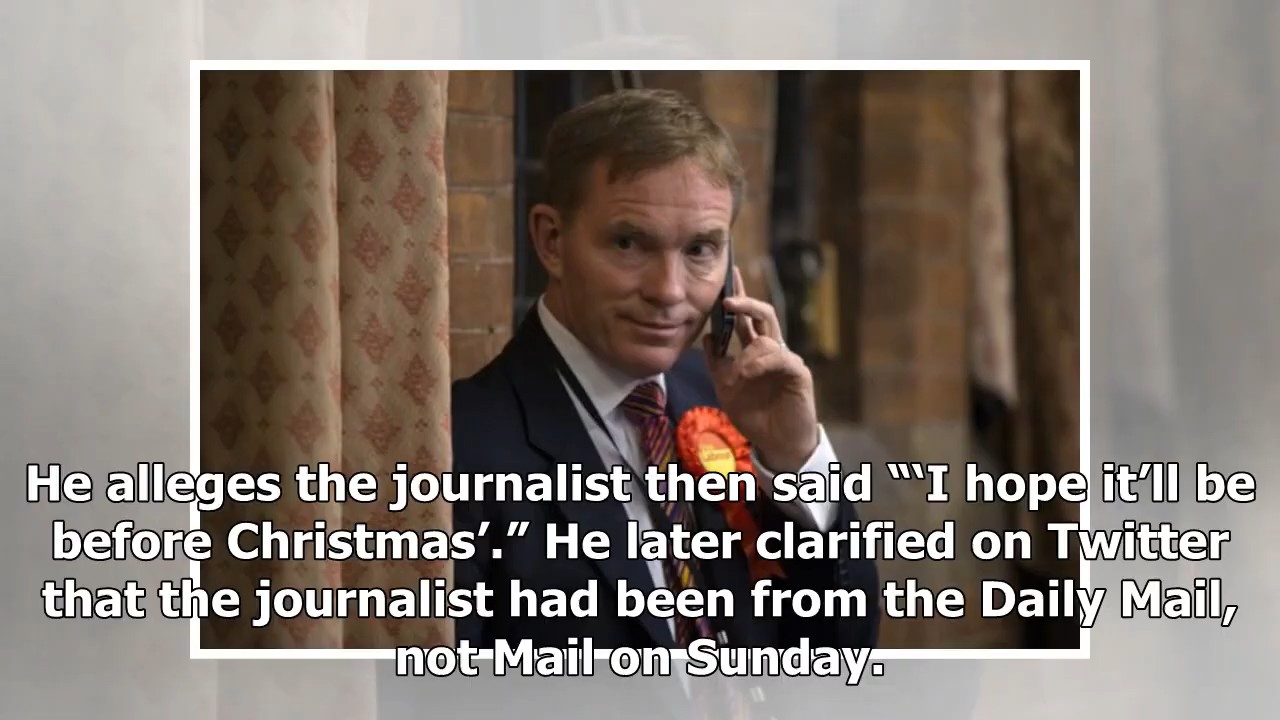 Labour
He alleges the journalist then said “‘I hope it’ll be
before Christmas’.” He later clarified on Twitter
that the journalist had been from the Daily Mail,
not Mail on Sunday.